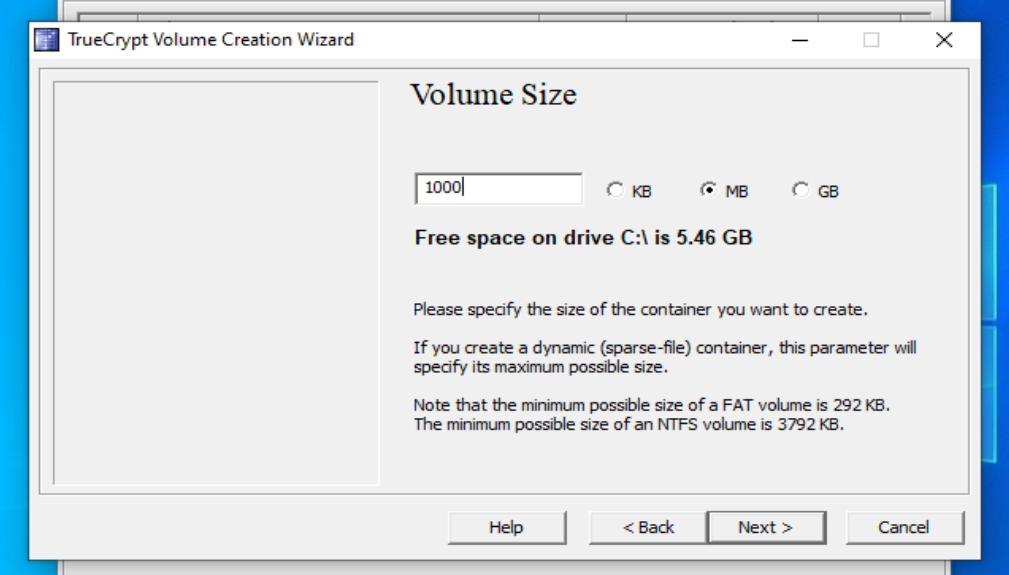 TrueCrypt Volume Creation Wizard
Volume Size
1000 KB MB GB
Free space on drive C:\ is 5.46 GB
Please specify the size of the container you want to create.
If you create a dynamic (sparse-file) container, this parameter will
specify its maximum possible size.
Note that the minimum possible size of a FAT volume is 292 KB.
The minimum possible size of an NTFS volume is 3792 KB.
Help < Back Next > Cancel